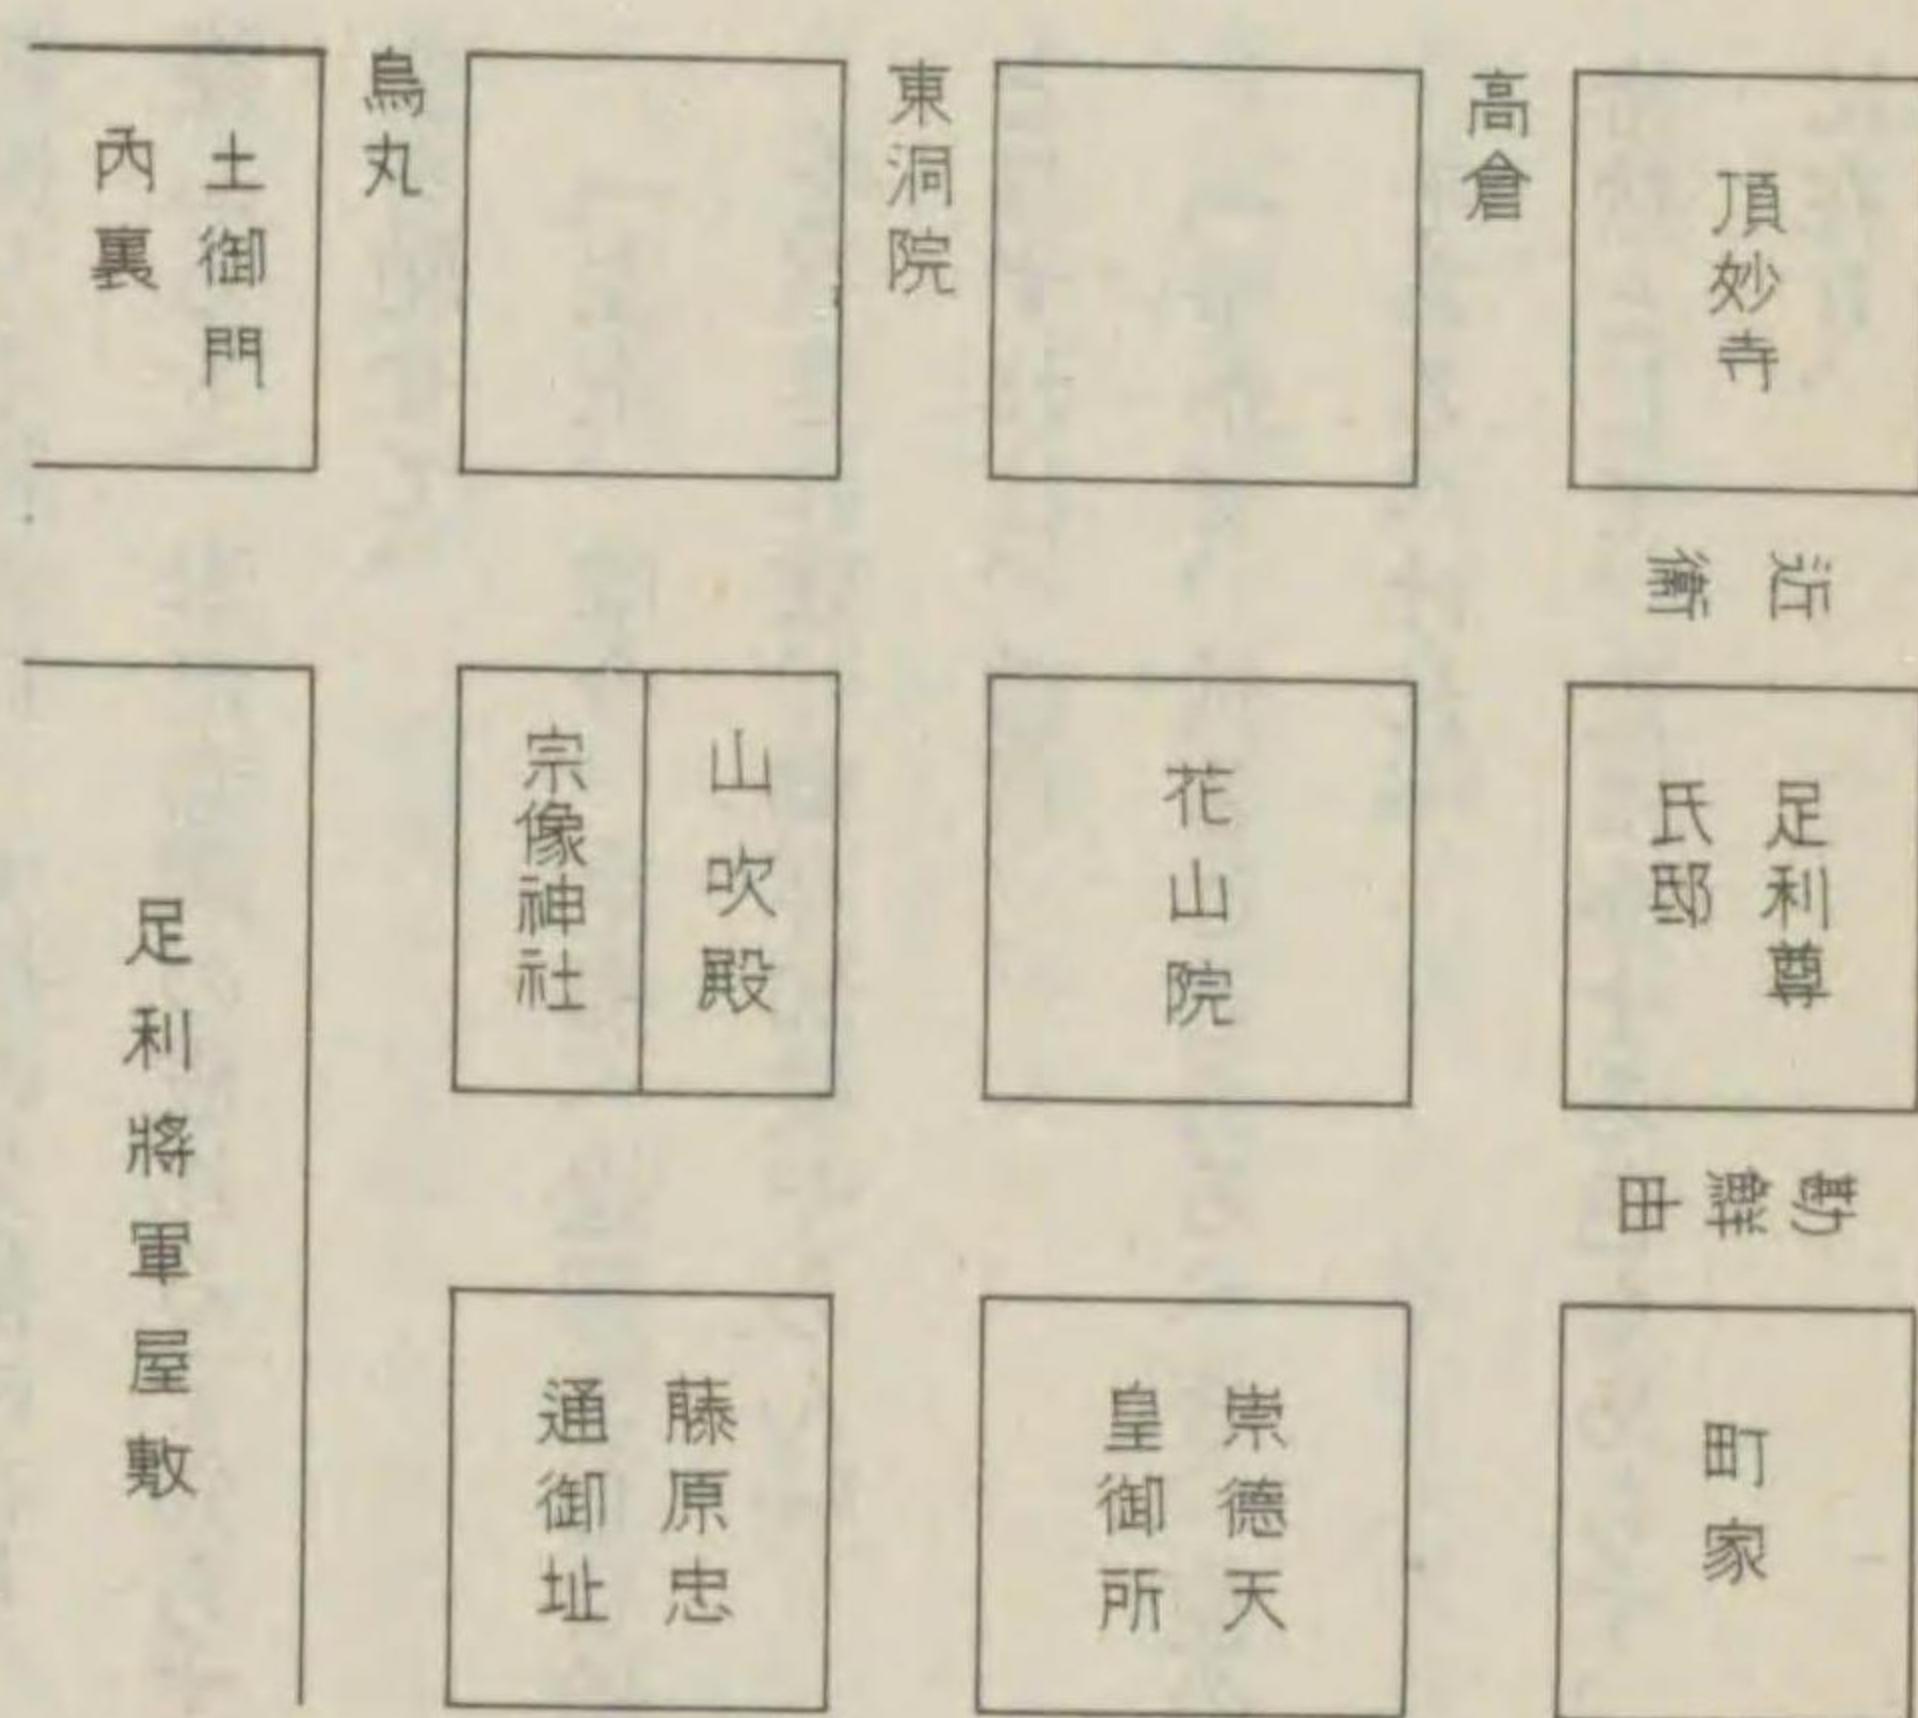 頂妙寺
高倉
東洞院
烏丸
土御門
内裏
近衞
足利尊
氏邸
花山院
山吹殿
宗像神社
足利將軍屋敷
勘解由
町家
崇德天
皇御所
藤原忠
通御址